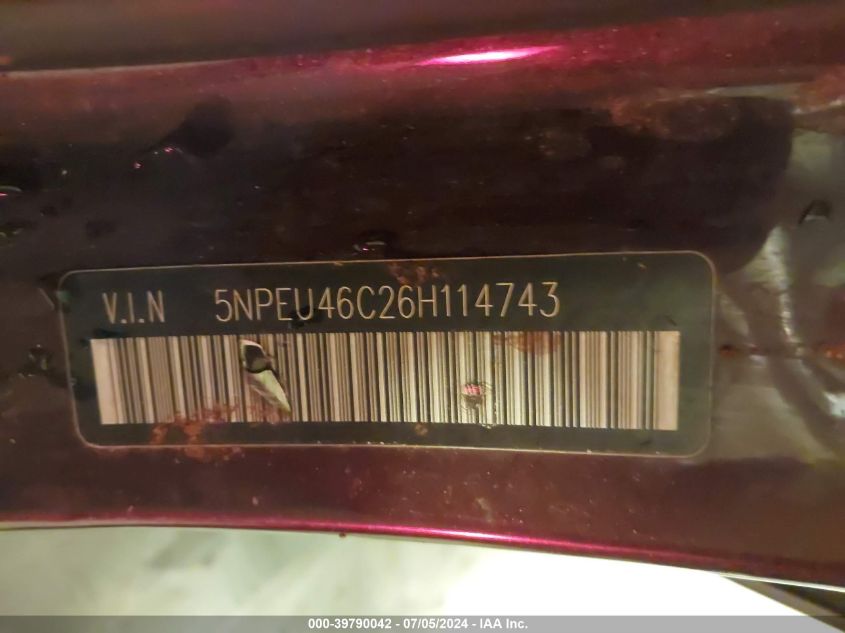 V.I.N 5NPEU46C26H114743
000-39790042 / 07/05/2024 - IAA Inc.